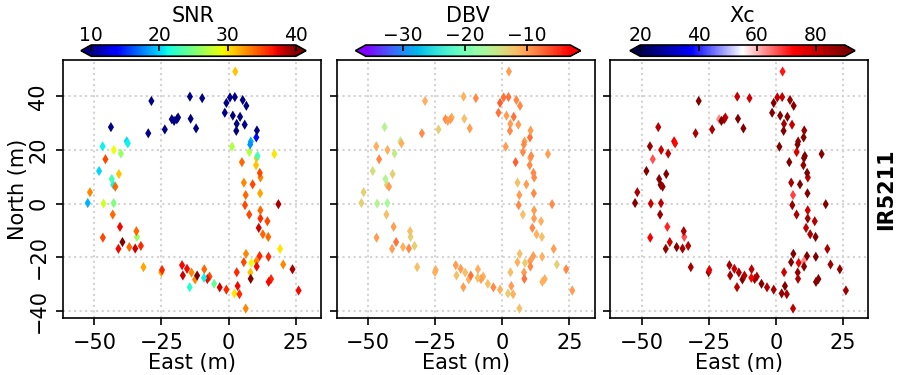 SNR DBV Xc
10 20 30 40 −30 −20 −10 20 40 60 80
North (m)
40
20
0
−20
−40
−50 −25 0 25 −50 −25 0 25 −50 −25 0 25
East (m) East (m) East (m)
IR5211